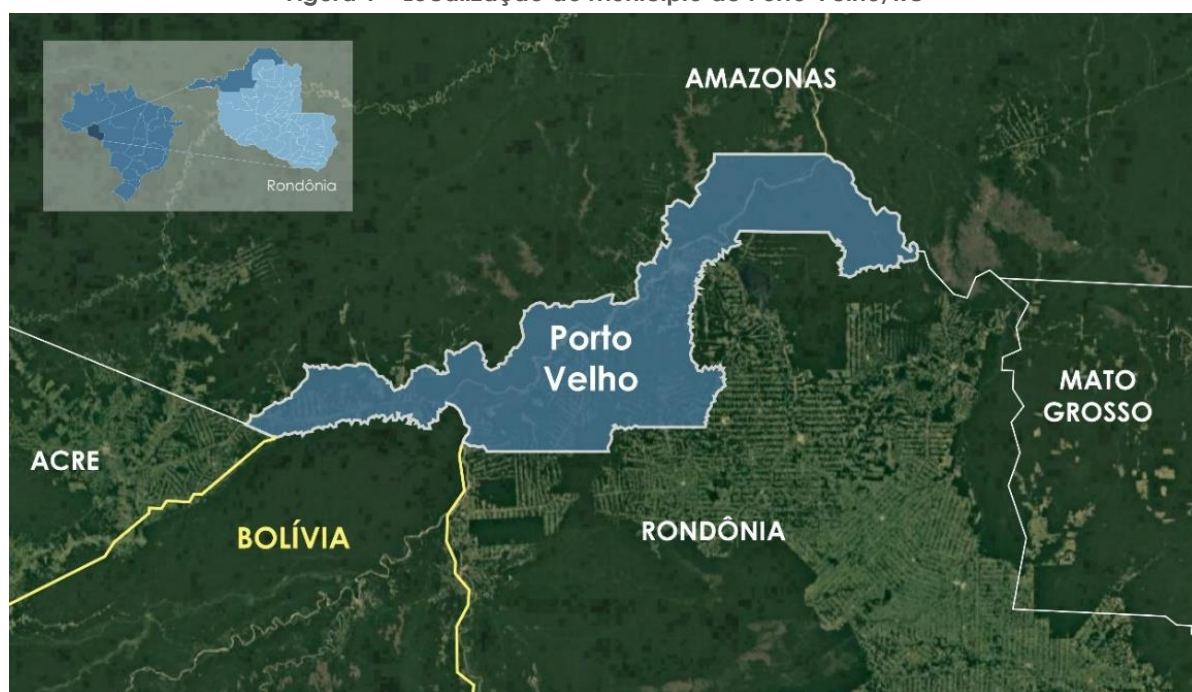 Rondônia
AMAZONAS
Porto
Velho
MATO
GROSSO
ACRE
BOLÍVIA
RONDÔNIA